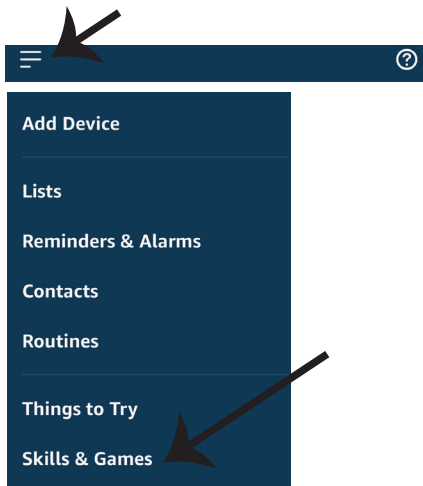 ?
Add Device
Lists
Reminders & Alarms
Contacts
Routines
Things to Try
Skills & Games